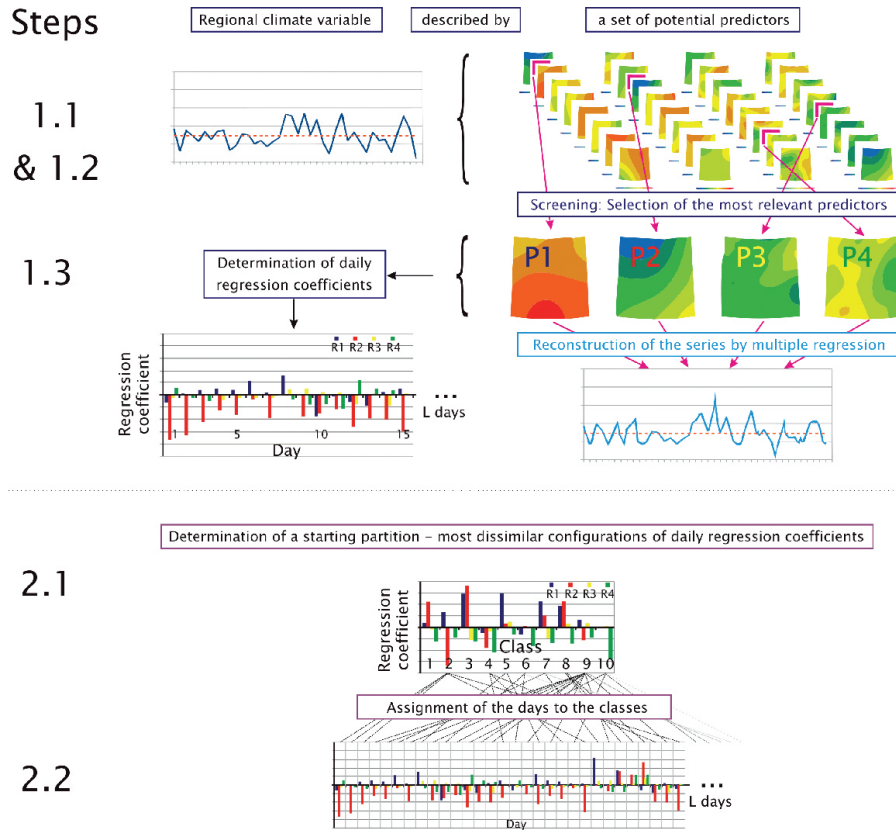 Steps
Regional climate variable
described by
a set of potential predictors
1.1
& 1.2
Screening: Selection of the most relevant predictors
1.3
Determination of daily
regression coefficients
P1
P2
P3
P4
Reconstruction of the series by multiple regression
R1 R2 R3 R4
Regression
coefficient
1 5 10 15
Day
...
L days
Determination of a starting partition – most dissimilar configurations of daily regression coefficients
2.1
R1 R2 R3 R4
Regression
coefficient
Class
1 2 3 4 5 6 7 8 9 10
Assignment of the days to the classes
2.2
...
L days
Day